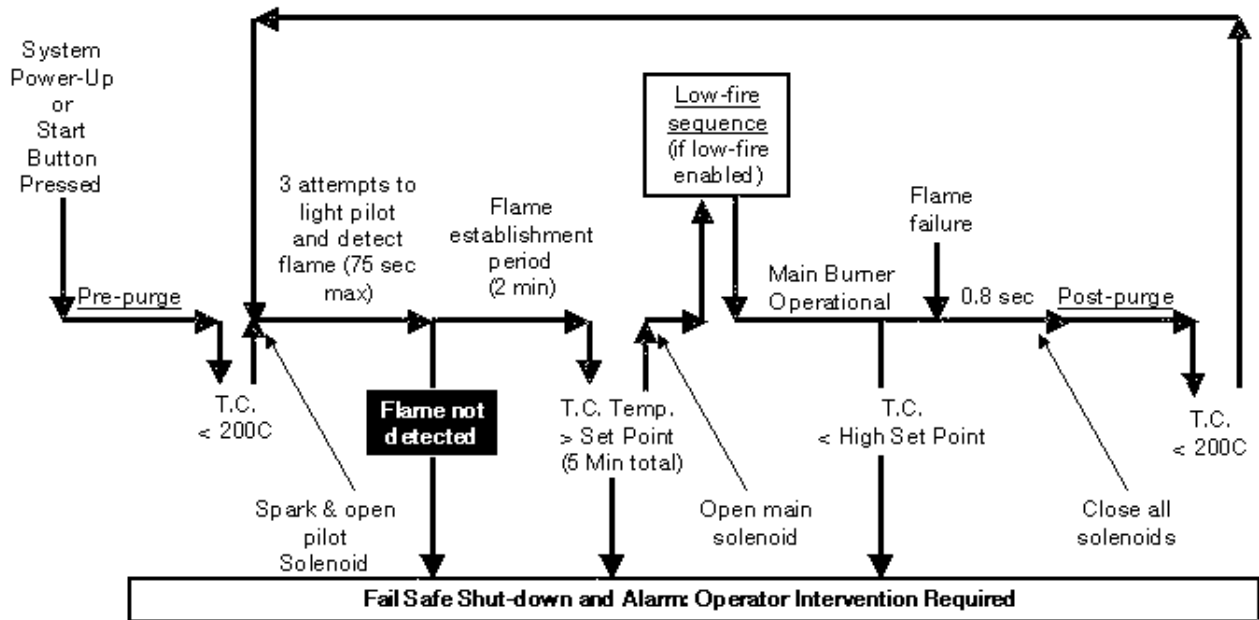 System
Power-Up
or
Start
Button
Pressed
Pre-purge
T.C.
< 200C
3 attempts to
light pilot
and detect
flame (75 sec
max)
Spark & open
pilot
Solenoid
Flame not
detected
Flame
establishment
period
(2 min)
T.C. Temp.
> Set Point
(5 Min total)
Open main
solenoid
Low-fire
sequence
(if low-fire
enabled)
Main Burner
Operational
T.C.
< High Set Point
Flame
failure
0.8 sec
Close all
solenoids
Post-purge
T.C.
< 200C
Fail Safe Shut-down and Alarm: Operator Intervention Required